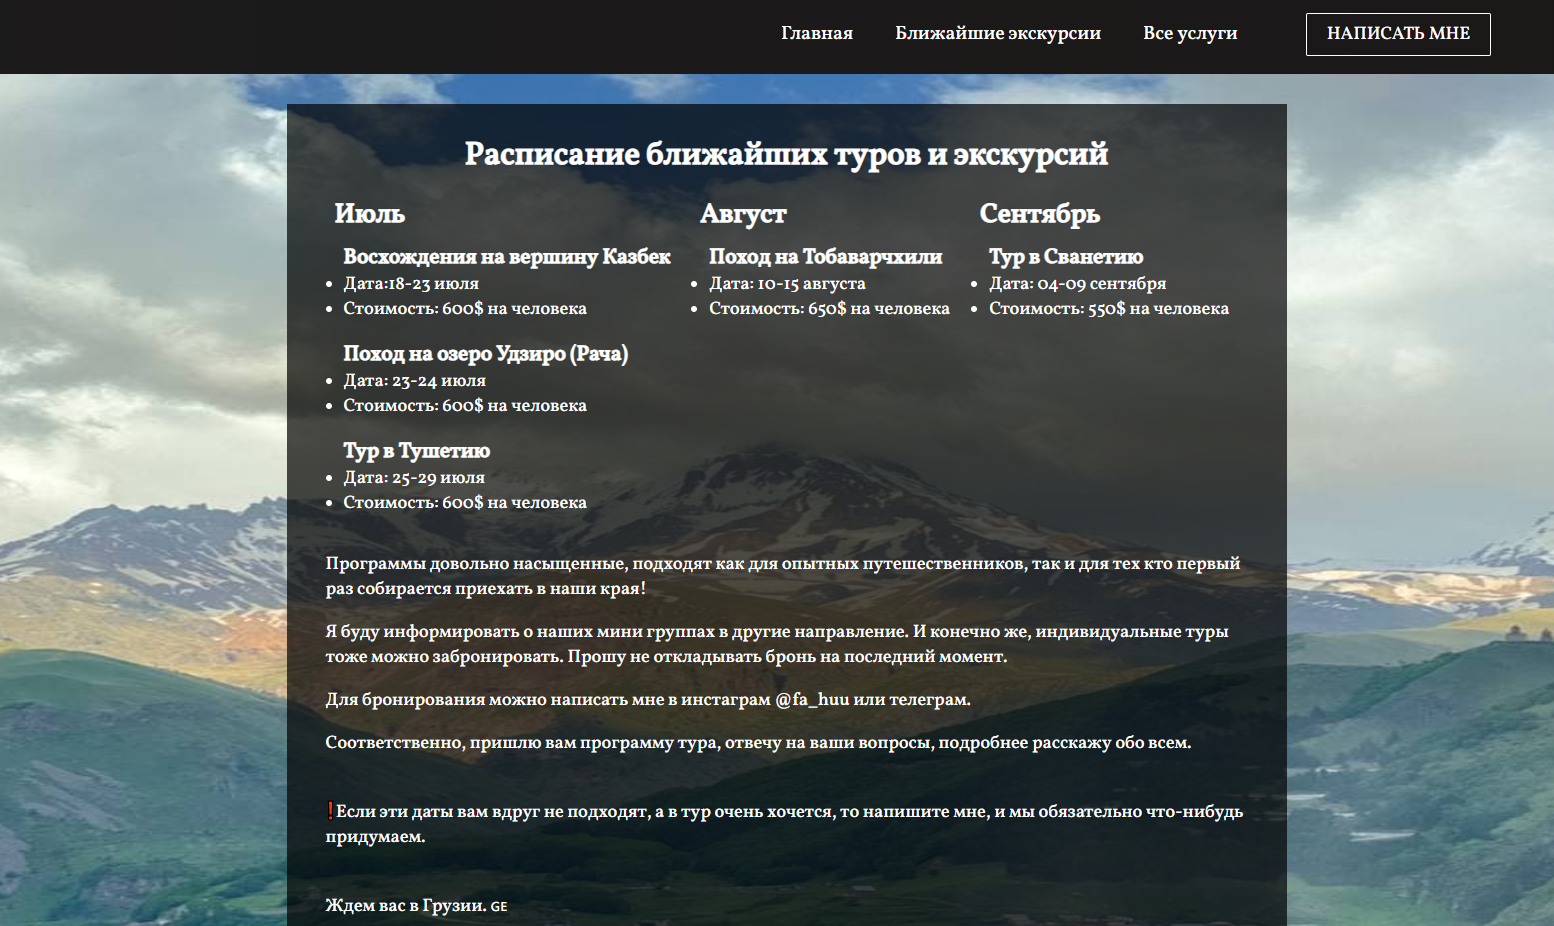 Главная Ближайшие экскурсии Все услуги НАПИСАТЬ МНЕ
Расписание ближайших туров и экскурсий
Июль
Восхождения на вершину Казбек
Дата:18-23 июля
Стоимость: 600$ на человека
Поход на озеро Удзиро (Рача)
Дата: 23-24 июля
Стоимость: 600$ на человека
Тур в Тушетию
Дата: 25-29 июля
Стоимость: 600$ на человека
Август
Поход на Тобаварчхили
Дата: 10-15 августа
Стоимость: 650$ на человека
Сентябрь
Тур в Сванетию
Дата: 04-09 сентября
Стоимость: 550$ на человека
Программы довольно насыщенные, подходят как для опытных путешественников, так и для тех кто первый
раз собирается приехать в наши края!
Я буду информировать о наших мини группах в другие направление. И конечно же, индивидуальные туры
тоже можно забронировать. Прошу не откладывать бронь на последний момент.
Для бронирования можно написать мне в инстаграм @fa_huu или телеграм.
Соответственно, пришлю вам программу тура, отвечу на ваши вопросы, подробнее расскажу обо всем.
❗Если эти даты вам вдруг не подходят, а в тур очень хочется, то напишите мне, и мы обязательно что-нибудь
придумаем.
Ждем вас в Грузии. GE